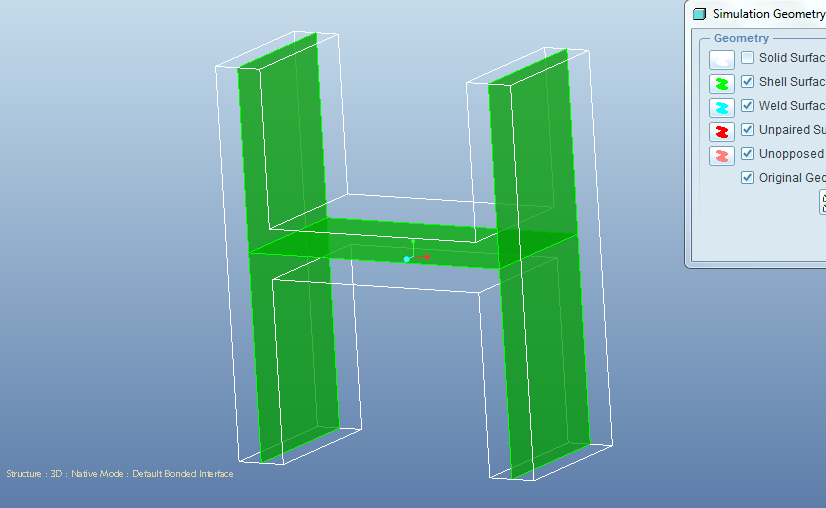 Simulation Geometry
Geometry
Solid Surfac
Shell Surfac
Weld Surfac
Unpaired Su
Unopposed
Original Geo
Structure : 3D : Native Mode : Default Bonded Interface